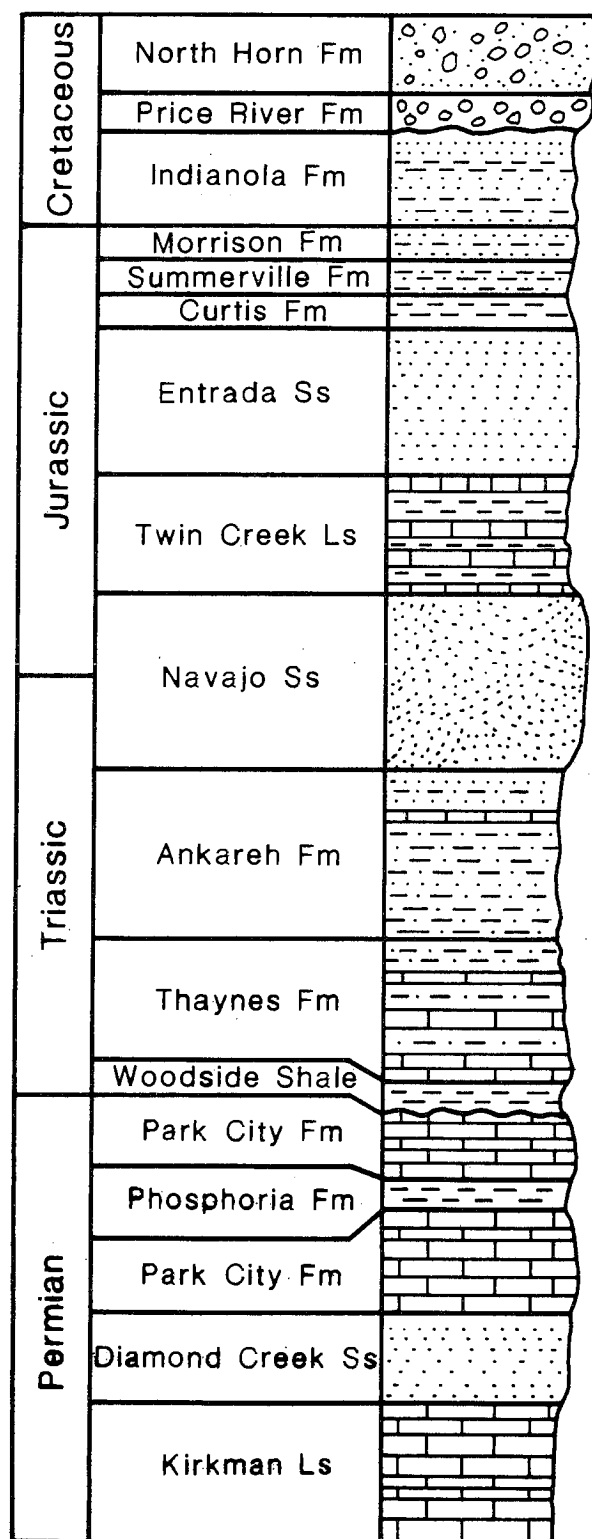 Cretaceous
North Horn Fm
Price River Fm
Indianola Fm
Jurassic
Morrison Fm
Summerville Fm
Curtis Fm
Entrada Ss
Twin Creek Ls
Navajo Ss
Triassic
Ankareh Fm
Thaynes Fm
Woodside Shale
Permian
Park City Fm
Phosphoria Fm
Park City Fm
Diamond Creek Ss
Kirkman Ls